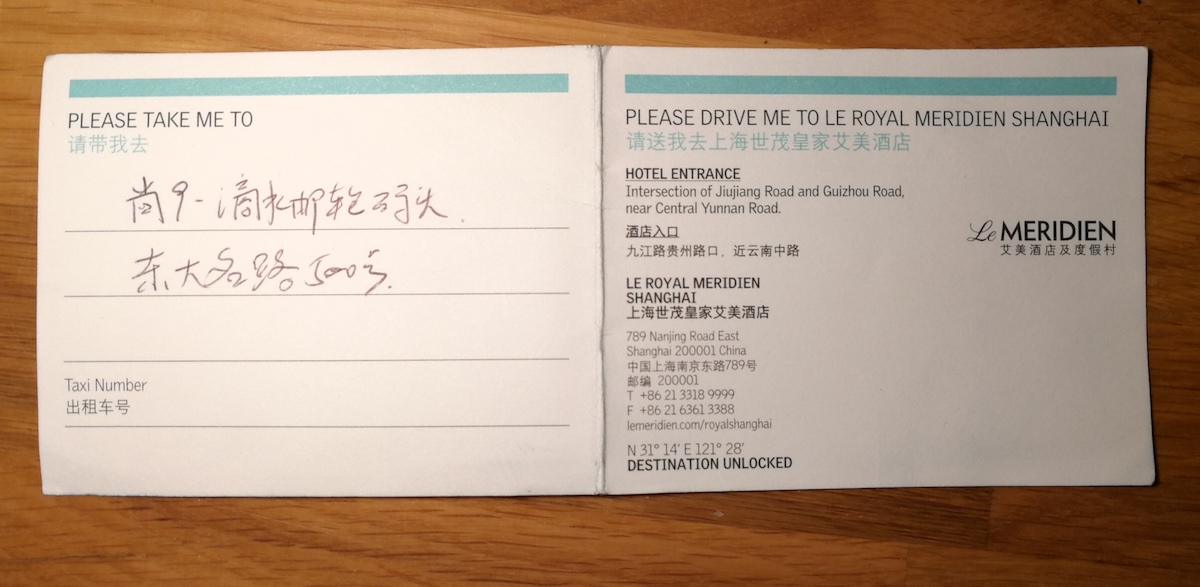 PLEASE TAKE ME TO
请带我去
尚9一滴水邮轮码头.
东大名路500号.
Taxi Number
出租车号
PLEASE DRIVE ME TO LE ROYAL MERIDIEN SHANGHAI
请送我去上海世茂皇家艾美酒店
HOTEL ENTRANCE
Intersection of Jiujiang Road and Guizhou Road,
near Central Yunnan Road.
酒店入口
九江路贵州路口，近云南中路
LE ROYAL MERIDIEN
SHANGHAI
上海世茂皇家艾美酒店
789 Nanjing Road East
Shanghai 200001 China
中国上海南京东路789号
邮编 200001
T +86 21 3318 9999
F +86 21 6361 3388
lemeridien.com/royalshanghai
N 31° 14' E 121° 28'
DESTINATION UNLOCKED
Le MERIDIEN
艾美酒店及度假村